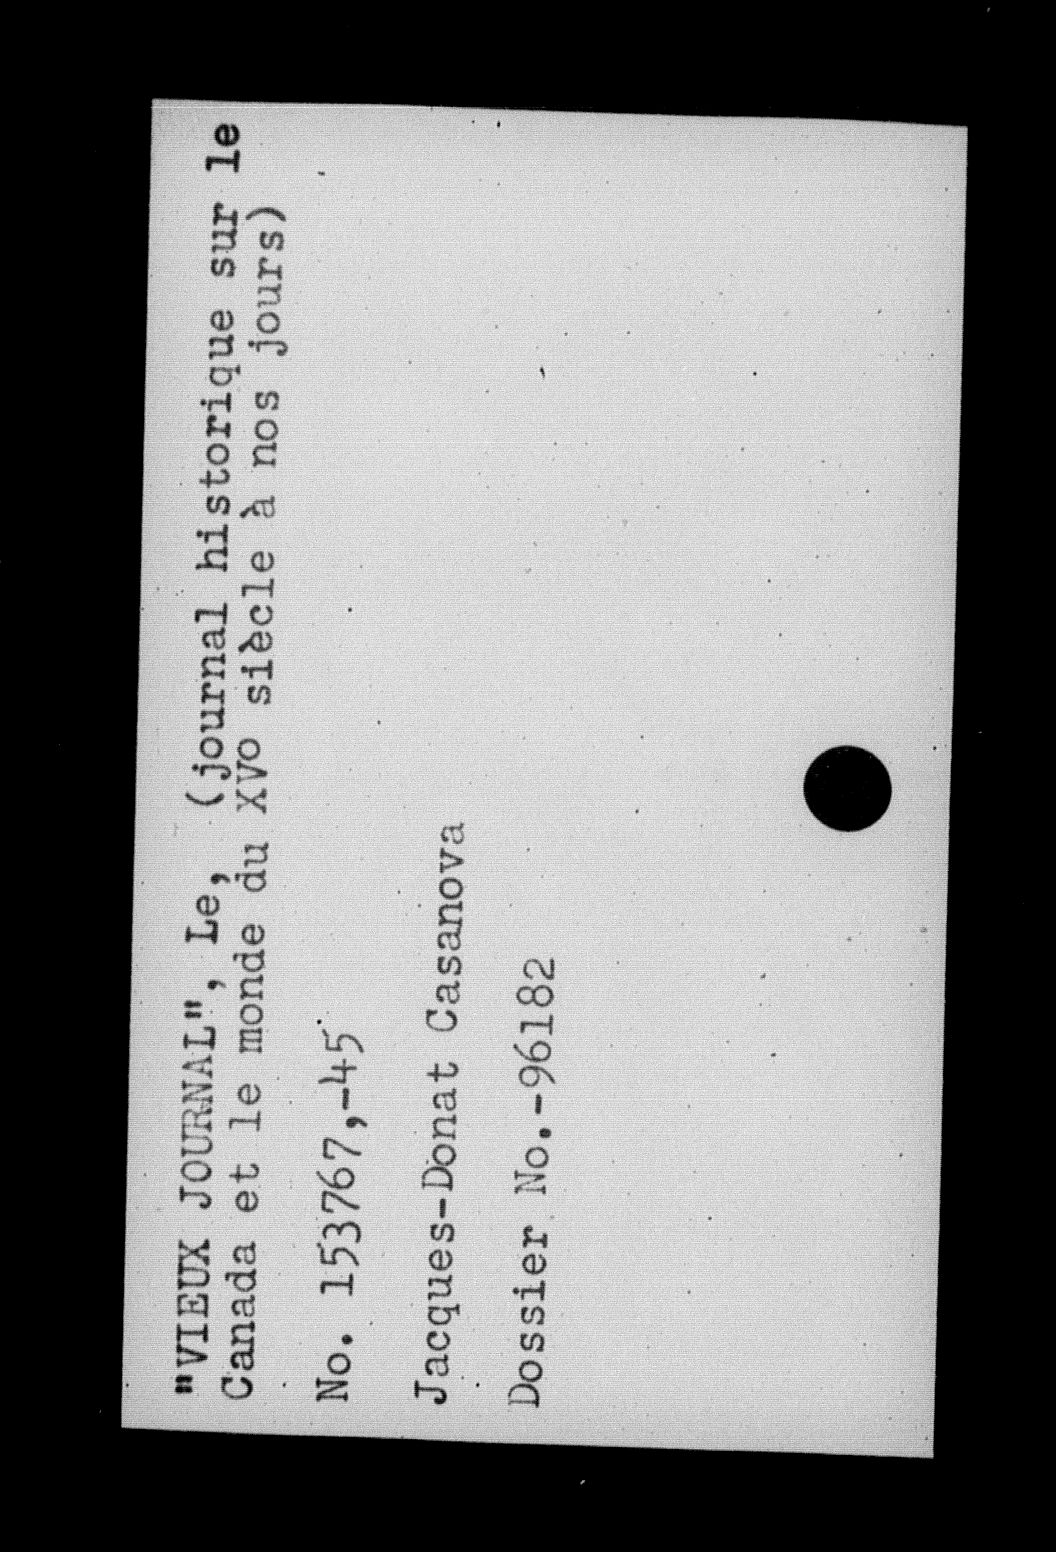 "VIEUX JOURNAL", Le, (journal historique sur le
Canada et le monde du XVo siècle à nos jours)
No. 153767,-45
Jacques-Donat Casanova
Dossier No.-96182